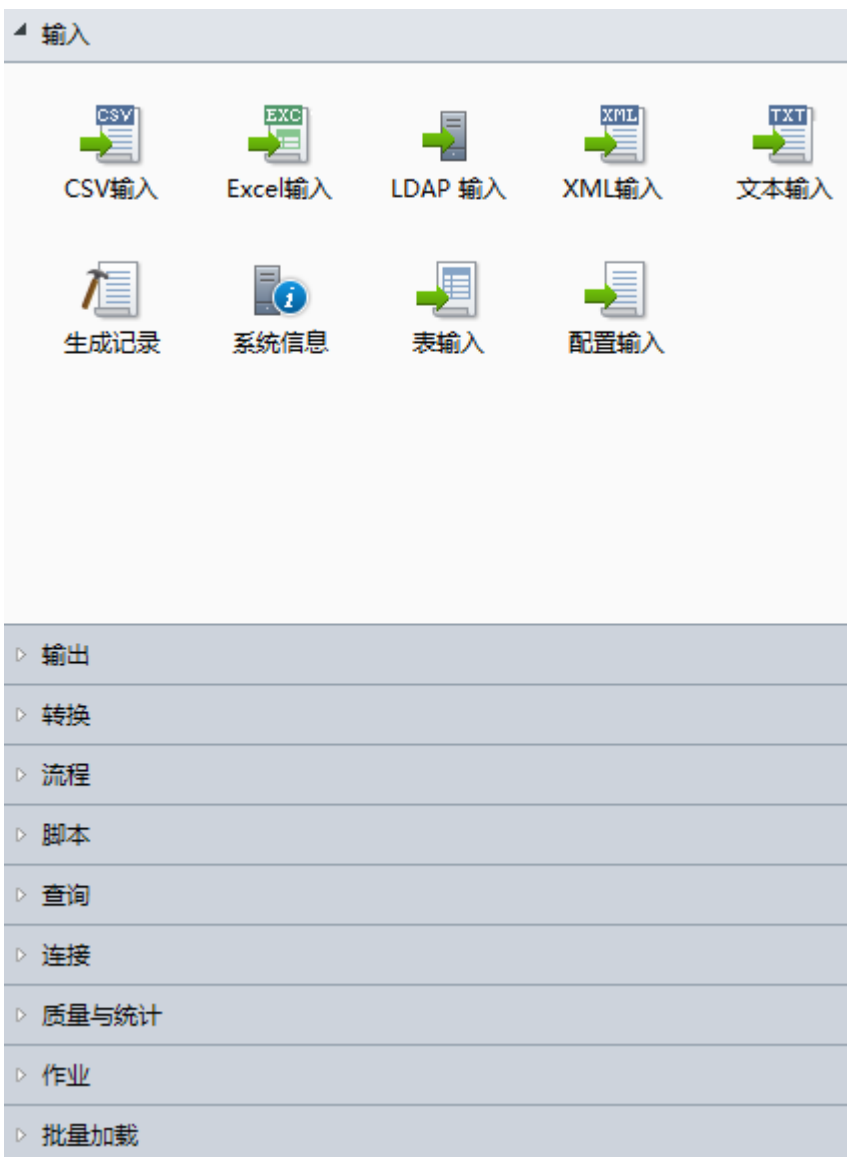 输入
CSV EXC XML TXT
CSV输入 Excel输入 LDAP 输入 XML输入 文本输入
i
生成记录 系统信息 表输入 配置输入
输出
转换
流程
脚本
查询
连接
质量与统计
作业
批量加载